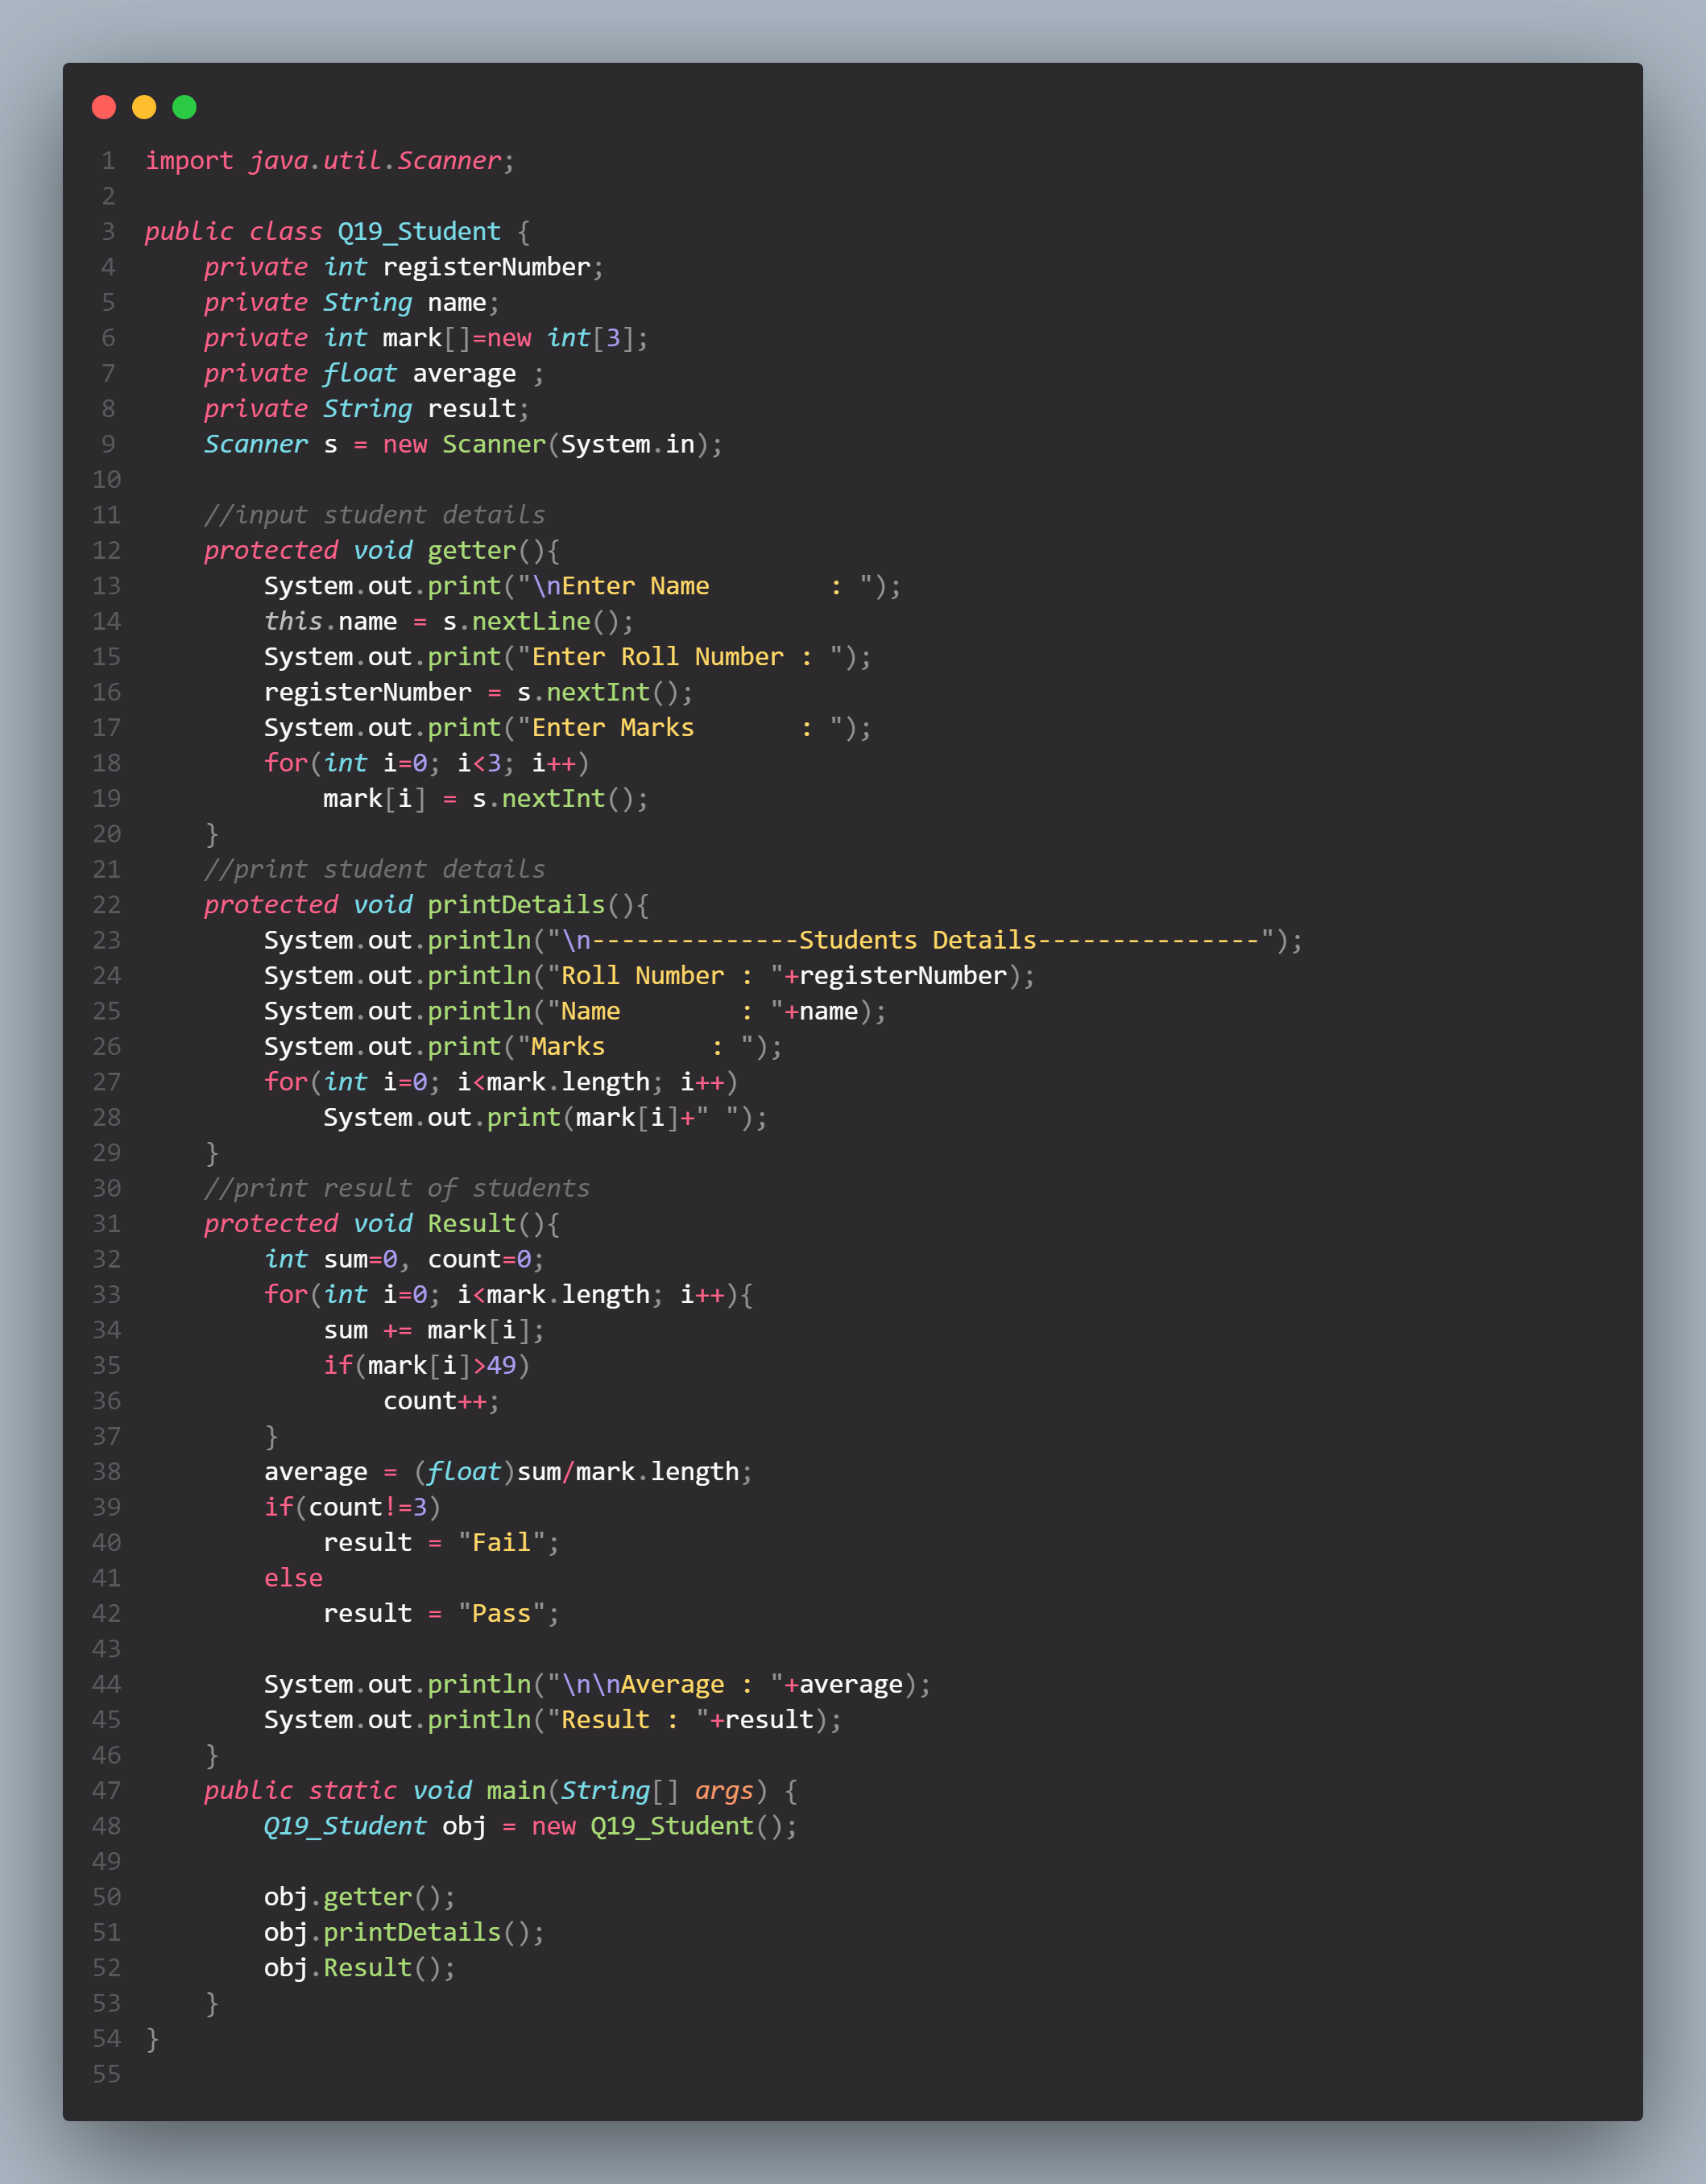 1 import java.util.Scanner;
2
3 public class Q19_Student {
4     private int registerNumber;
5     private String name;
6     private int mark[]=new int[3];
7     private float average ;
8     private String result;
9     Scanner s = new Scanner(System.in);
10
11     //input student details
12     protected void getter(){
13         System.out.print("\nEnter Name        : ");
14         this.name = s.nextLine();
15         System.out.print("Enter Roll Number : ");
16         registerNumber = s.nextInt();
17         System.out.print("Enter Marks       : ");
18         for(int i=0; i<3; i++)
19             mark[i] = s.nextInt();
20     }
21     //print student details
22     protected void printDetails(){
23         System.out.println("\n--------------Students Details---------------");
24         System.out.println("Roll Number : "+registerNumber);
25         System.out.println("Name        : "+name);
26         System.out.print("Marks       : ");
27         for(int i=0; i<mark.length; i++)
28             System.out.print(mark[i]+" ");
29     }
30     //print result of students
31     protected void Result(){
32         int sum=0, count=0;
33         for(int i=0; i<mark.length; i++){
34             sum += mark[i];
35             if(mark[i]>49)
36                 count++;
37         }
38         average = (float)sum/mark.length;
39         if(count!=3)
40             result = "Fail";
41         else
42             result = "Pass";
43
44         System.out.println("\n\nAverage : "+average);
45         System.out.println("Result : "+result);
46     }
47     public static void main(String[] args) {
48         Q19_Student obj = new Q19_Student();
49
50         obj.getter();
51         obj.printDetails();
52         obj.Result();
53     }
54 }
55